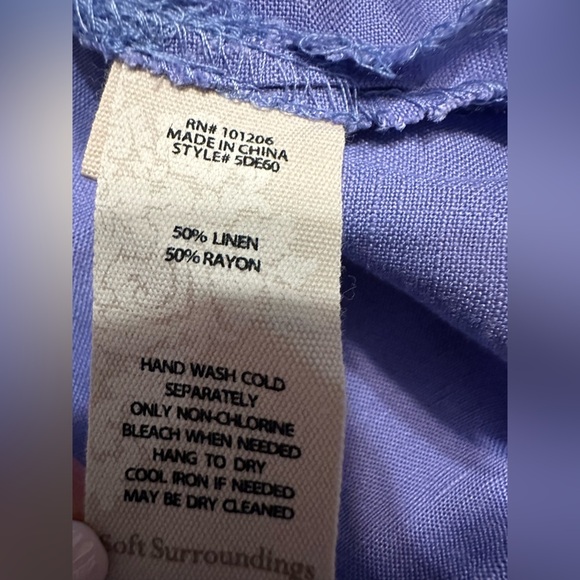 RN# 101206
MADE IN CHINA
STYLE# 5DE60
50% LINEN
50% RAYON
HAND WASH COLD
SEPARATELY
ONLY NON-CHLORINE
BLEACH WHEN NEEDED
HANG TO DRY
COOL IRON IF NEEDED
MAY BE DRY CLEANED
Soft Surroundings